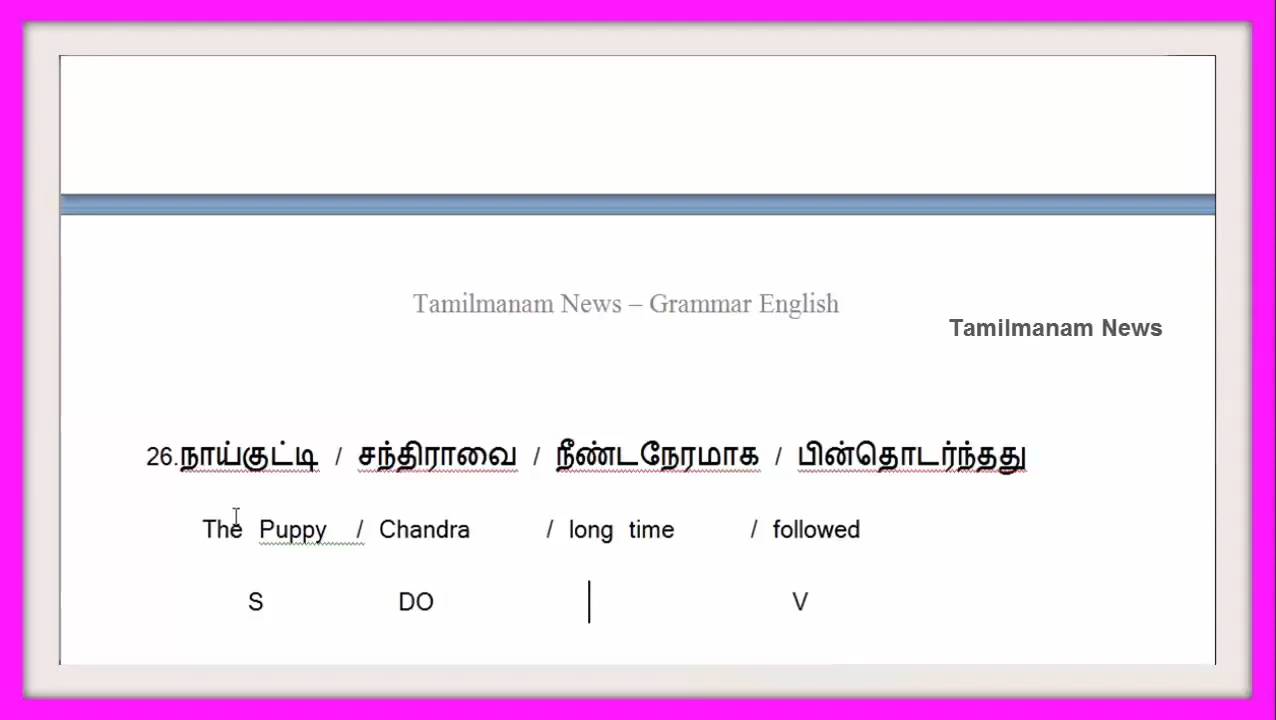 Tamilmanam News – Grammar English
Tamilmanam News
26.நாய்குட்டி / சந்திராவை / நீண்டநேரமாக / பின்தொடர்ந்தது
The Puppy / Chandra / long time / followed
S DO V